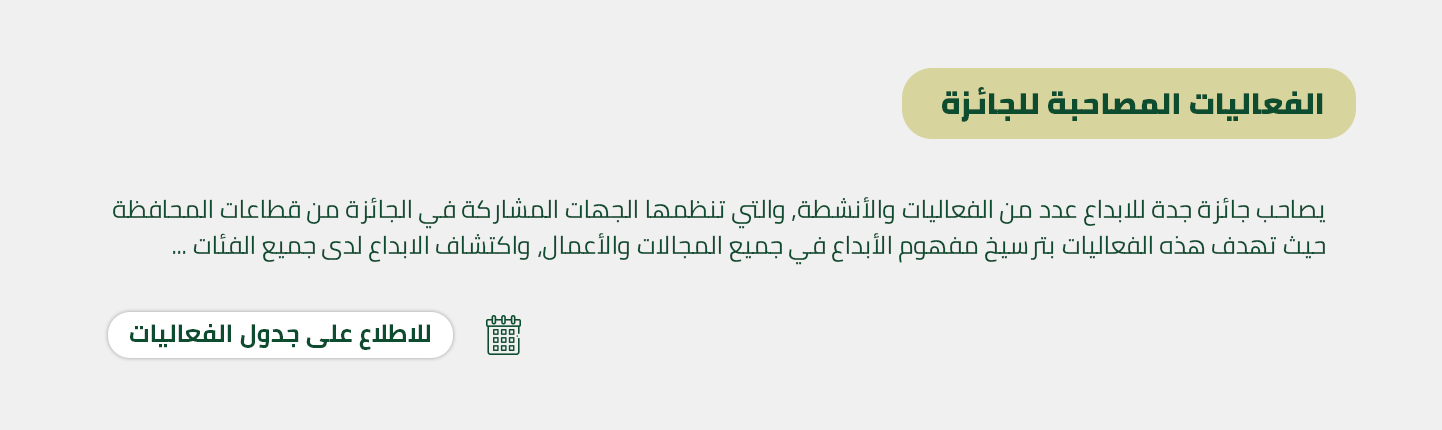 الفعاليات المصاحبة للجائزة
يصاحب جائزة جدة للابداع عدد من الفعاليات والأنشطة, والتي تنظمها الجهات المشاركة في الجائزة من قطاعات المحافظة
حيث تهدف هذه الفعاليات بترسيخ مفهوم الأبداع في جميع المجالات والأعمال, واكتشاف الابداع لدى جميع الفئات ...
للاطلاع على جدول الفعاليات